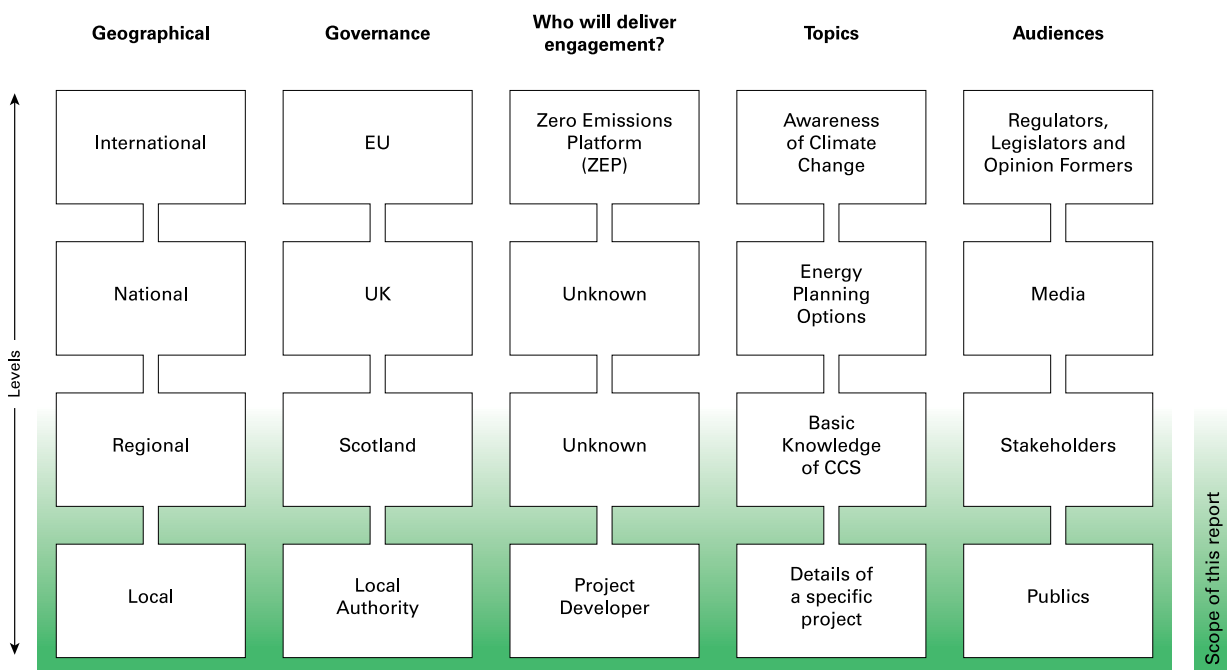 Geographical
Governance
Who will deliver
engagement?
Topics
Audiences
International
EU
Zero Emissions
Platform
(ZEP)
Awareness
of Climate
Change
Regulators,
Legislators and
Opinion Formers
National
UK
Unknown
Energy
Planning
Options
Media
Regional
Scotland
Unknown
Basic
Knowledge
of CCS
Stakeholders
Local
Local
Authority
Project
Developer
Details of
a specific
project
Publics
Levels
Scope of this report